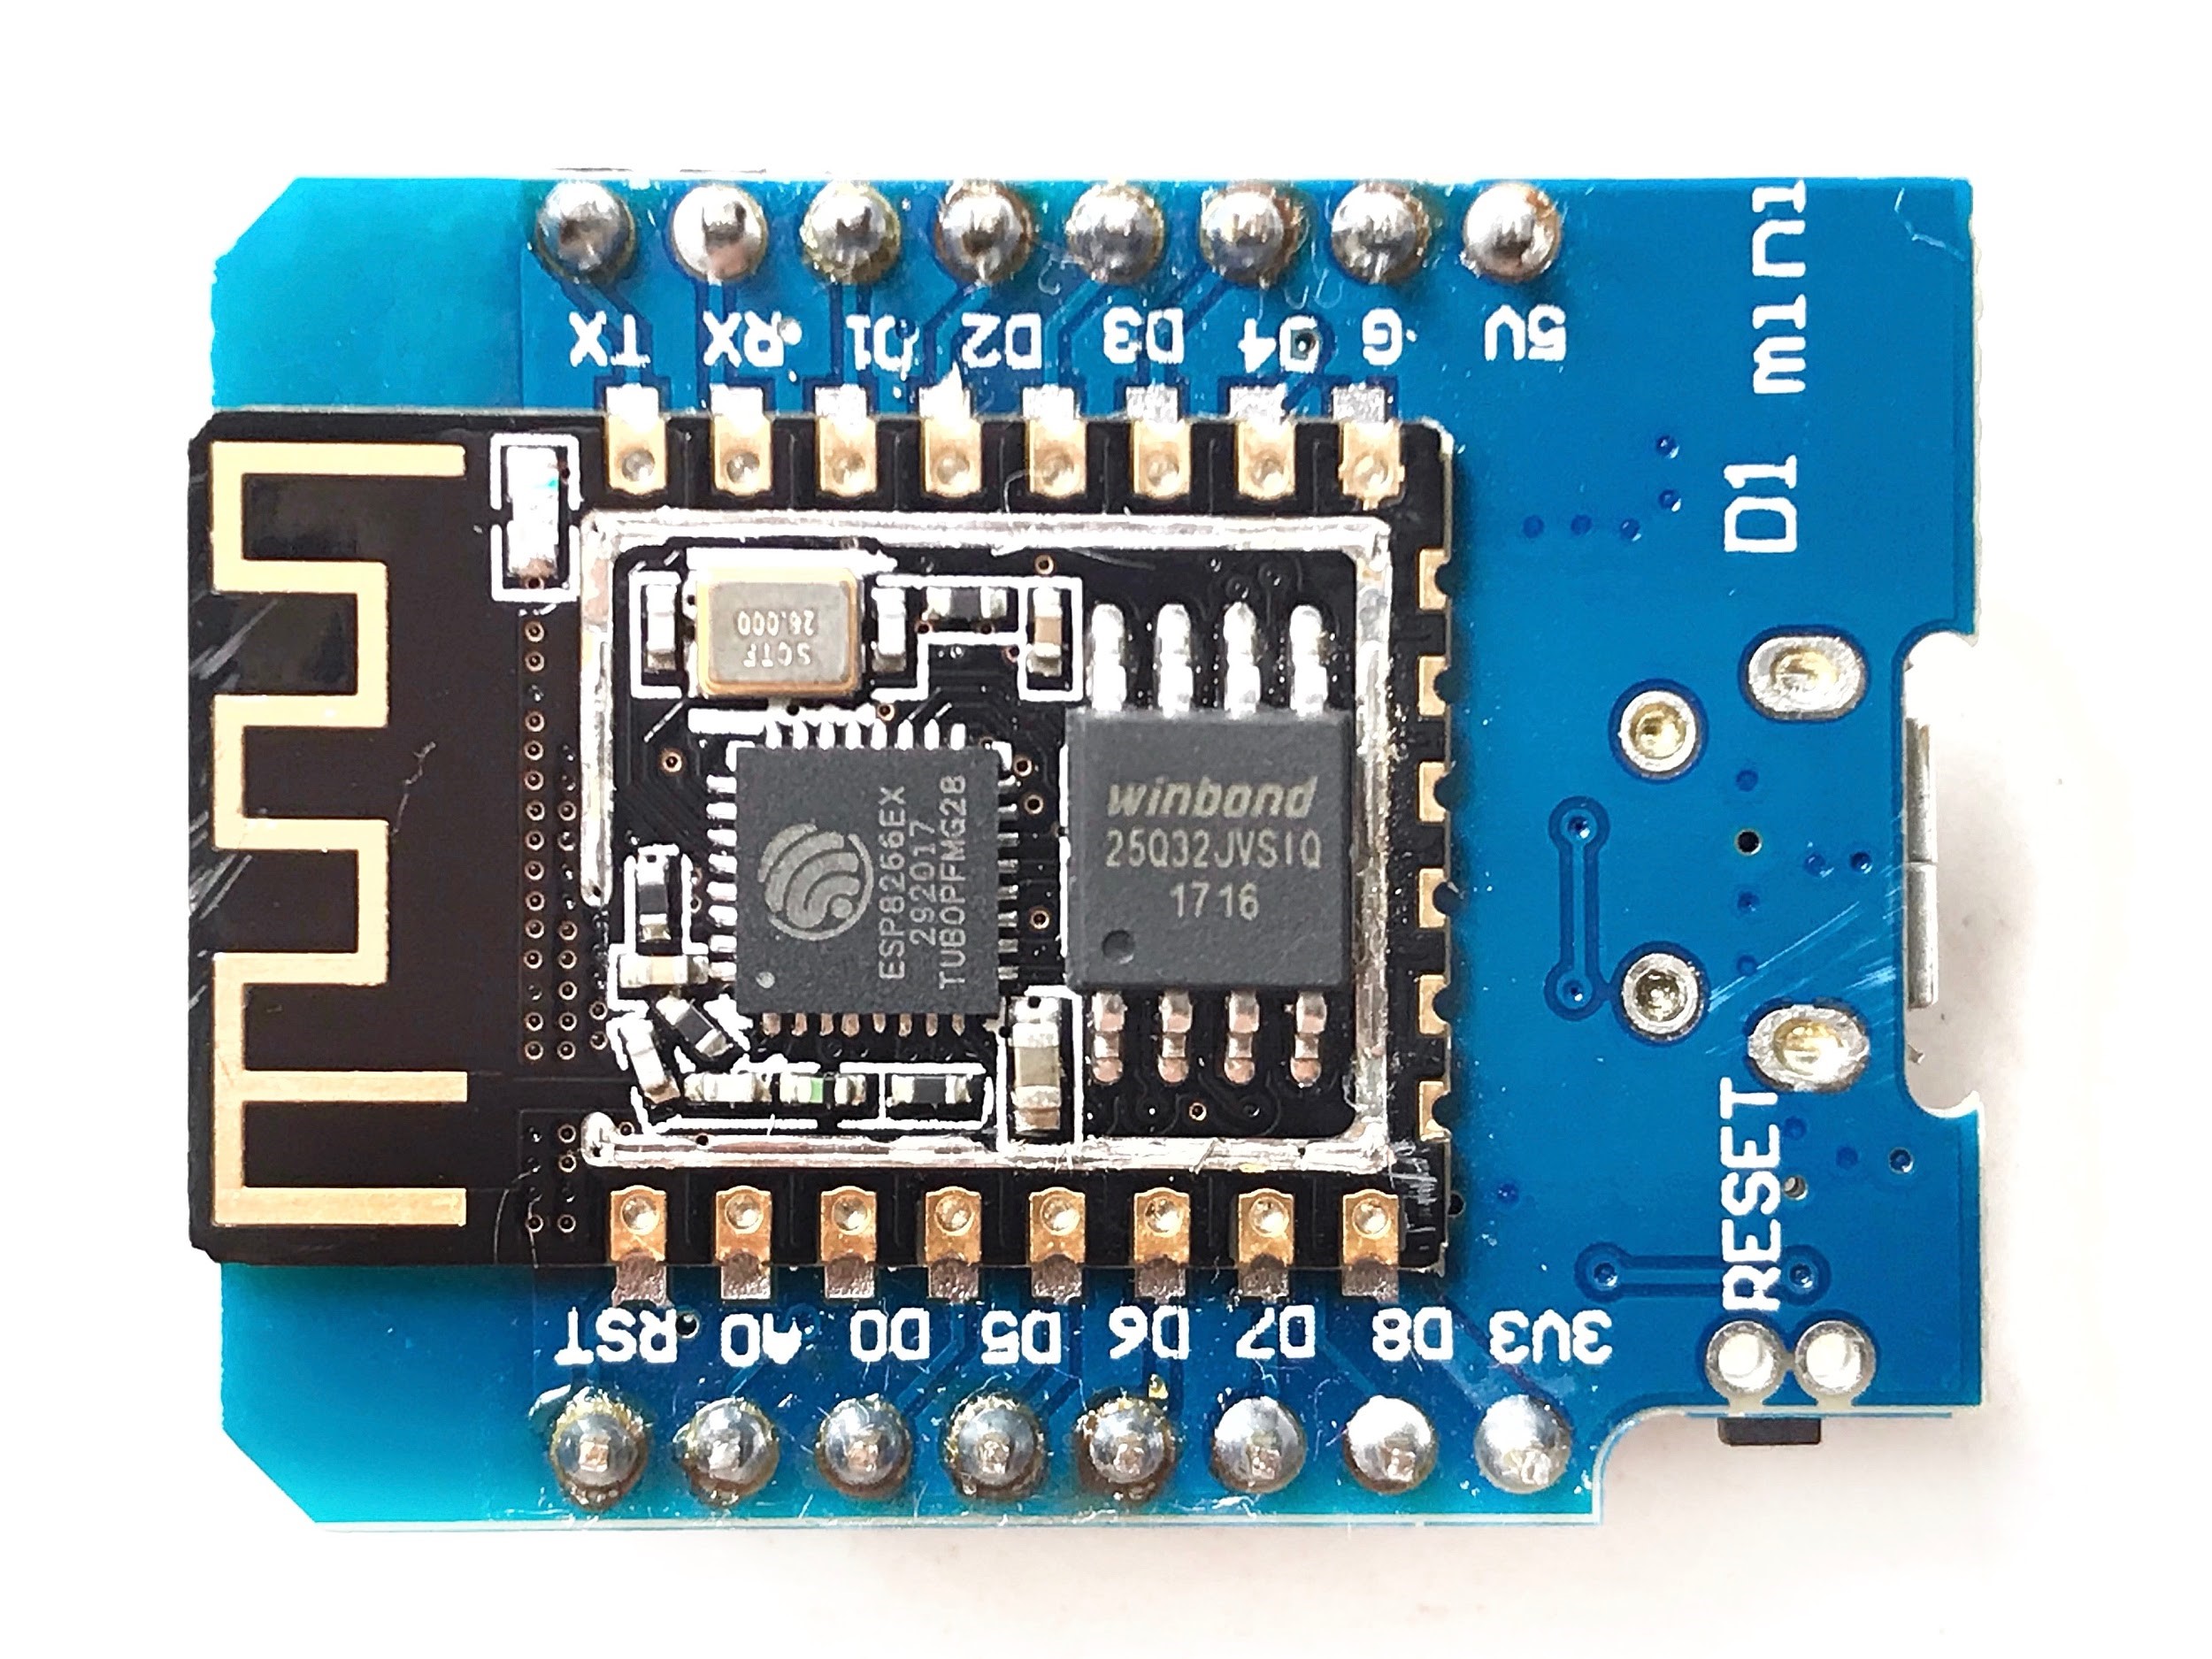 TX RX D1 D2 D3 D4 G 5V
D1 mini
26.000
SCTF
ESP8266EX
292017
TUB0PFMG28
winbond
25Q32JVSIQ
1716
RESET
RST A0 D0 D5 D6 D7 D8 3V3